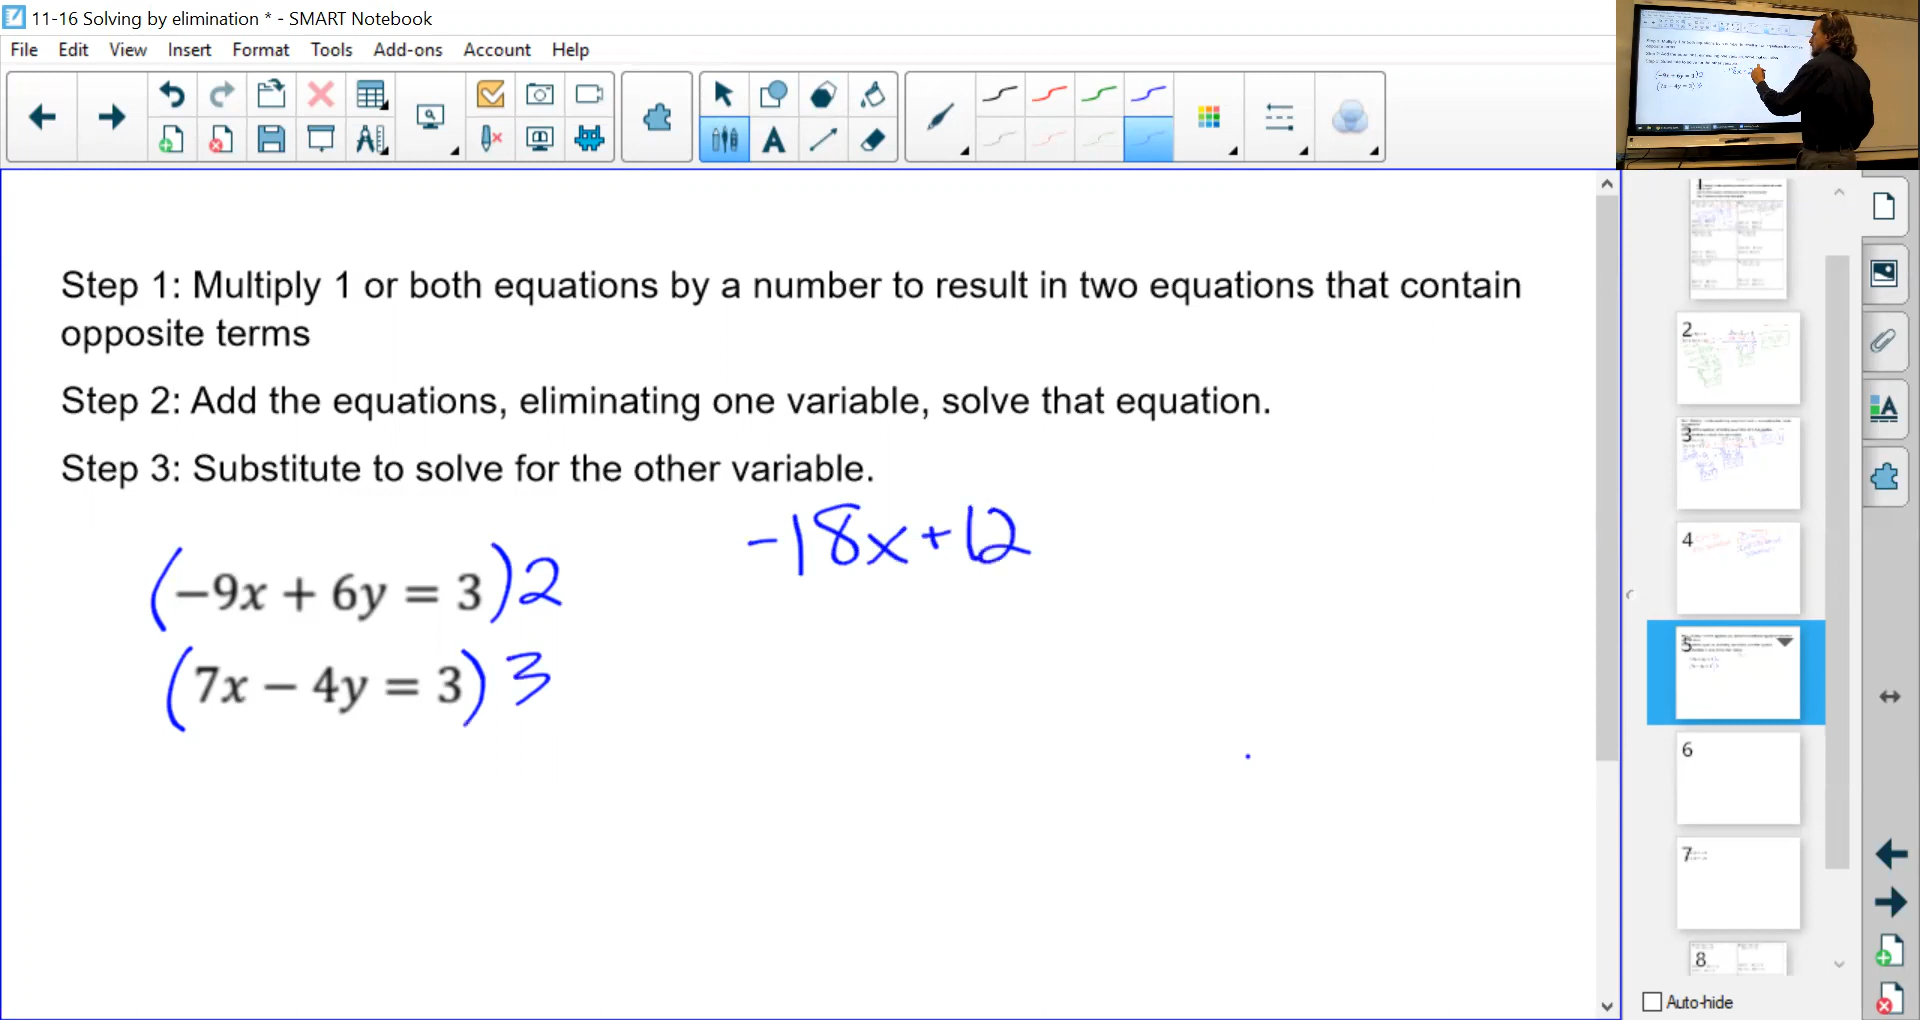 11-16 Solving by elimination * - SMART Notebook
File Edit View Insert Format Tools Add-ons Account Help
Step 1: Multiply 1 or both equations by a number to result in two equations that contain
opposite terms
Step 2: Add the equations, eliminating one variable, solve that equation.
Step 3: Substitute to solve for the other variable.
-18x+12
(−9x + 6y = 3)2
(7x − 4y = 3)3
1
2
3
4
5
6
7
8
Auto-hide